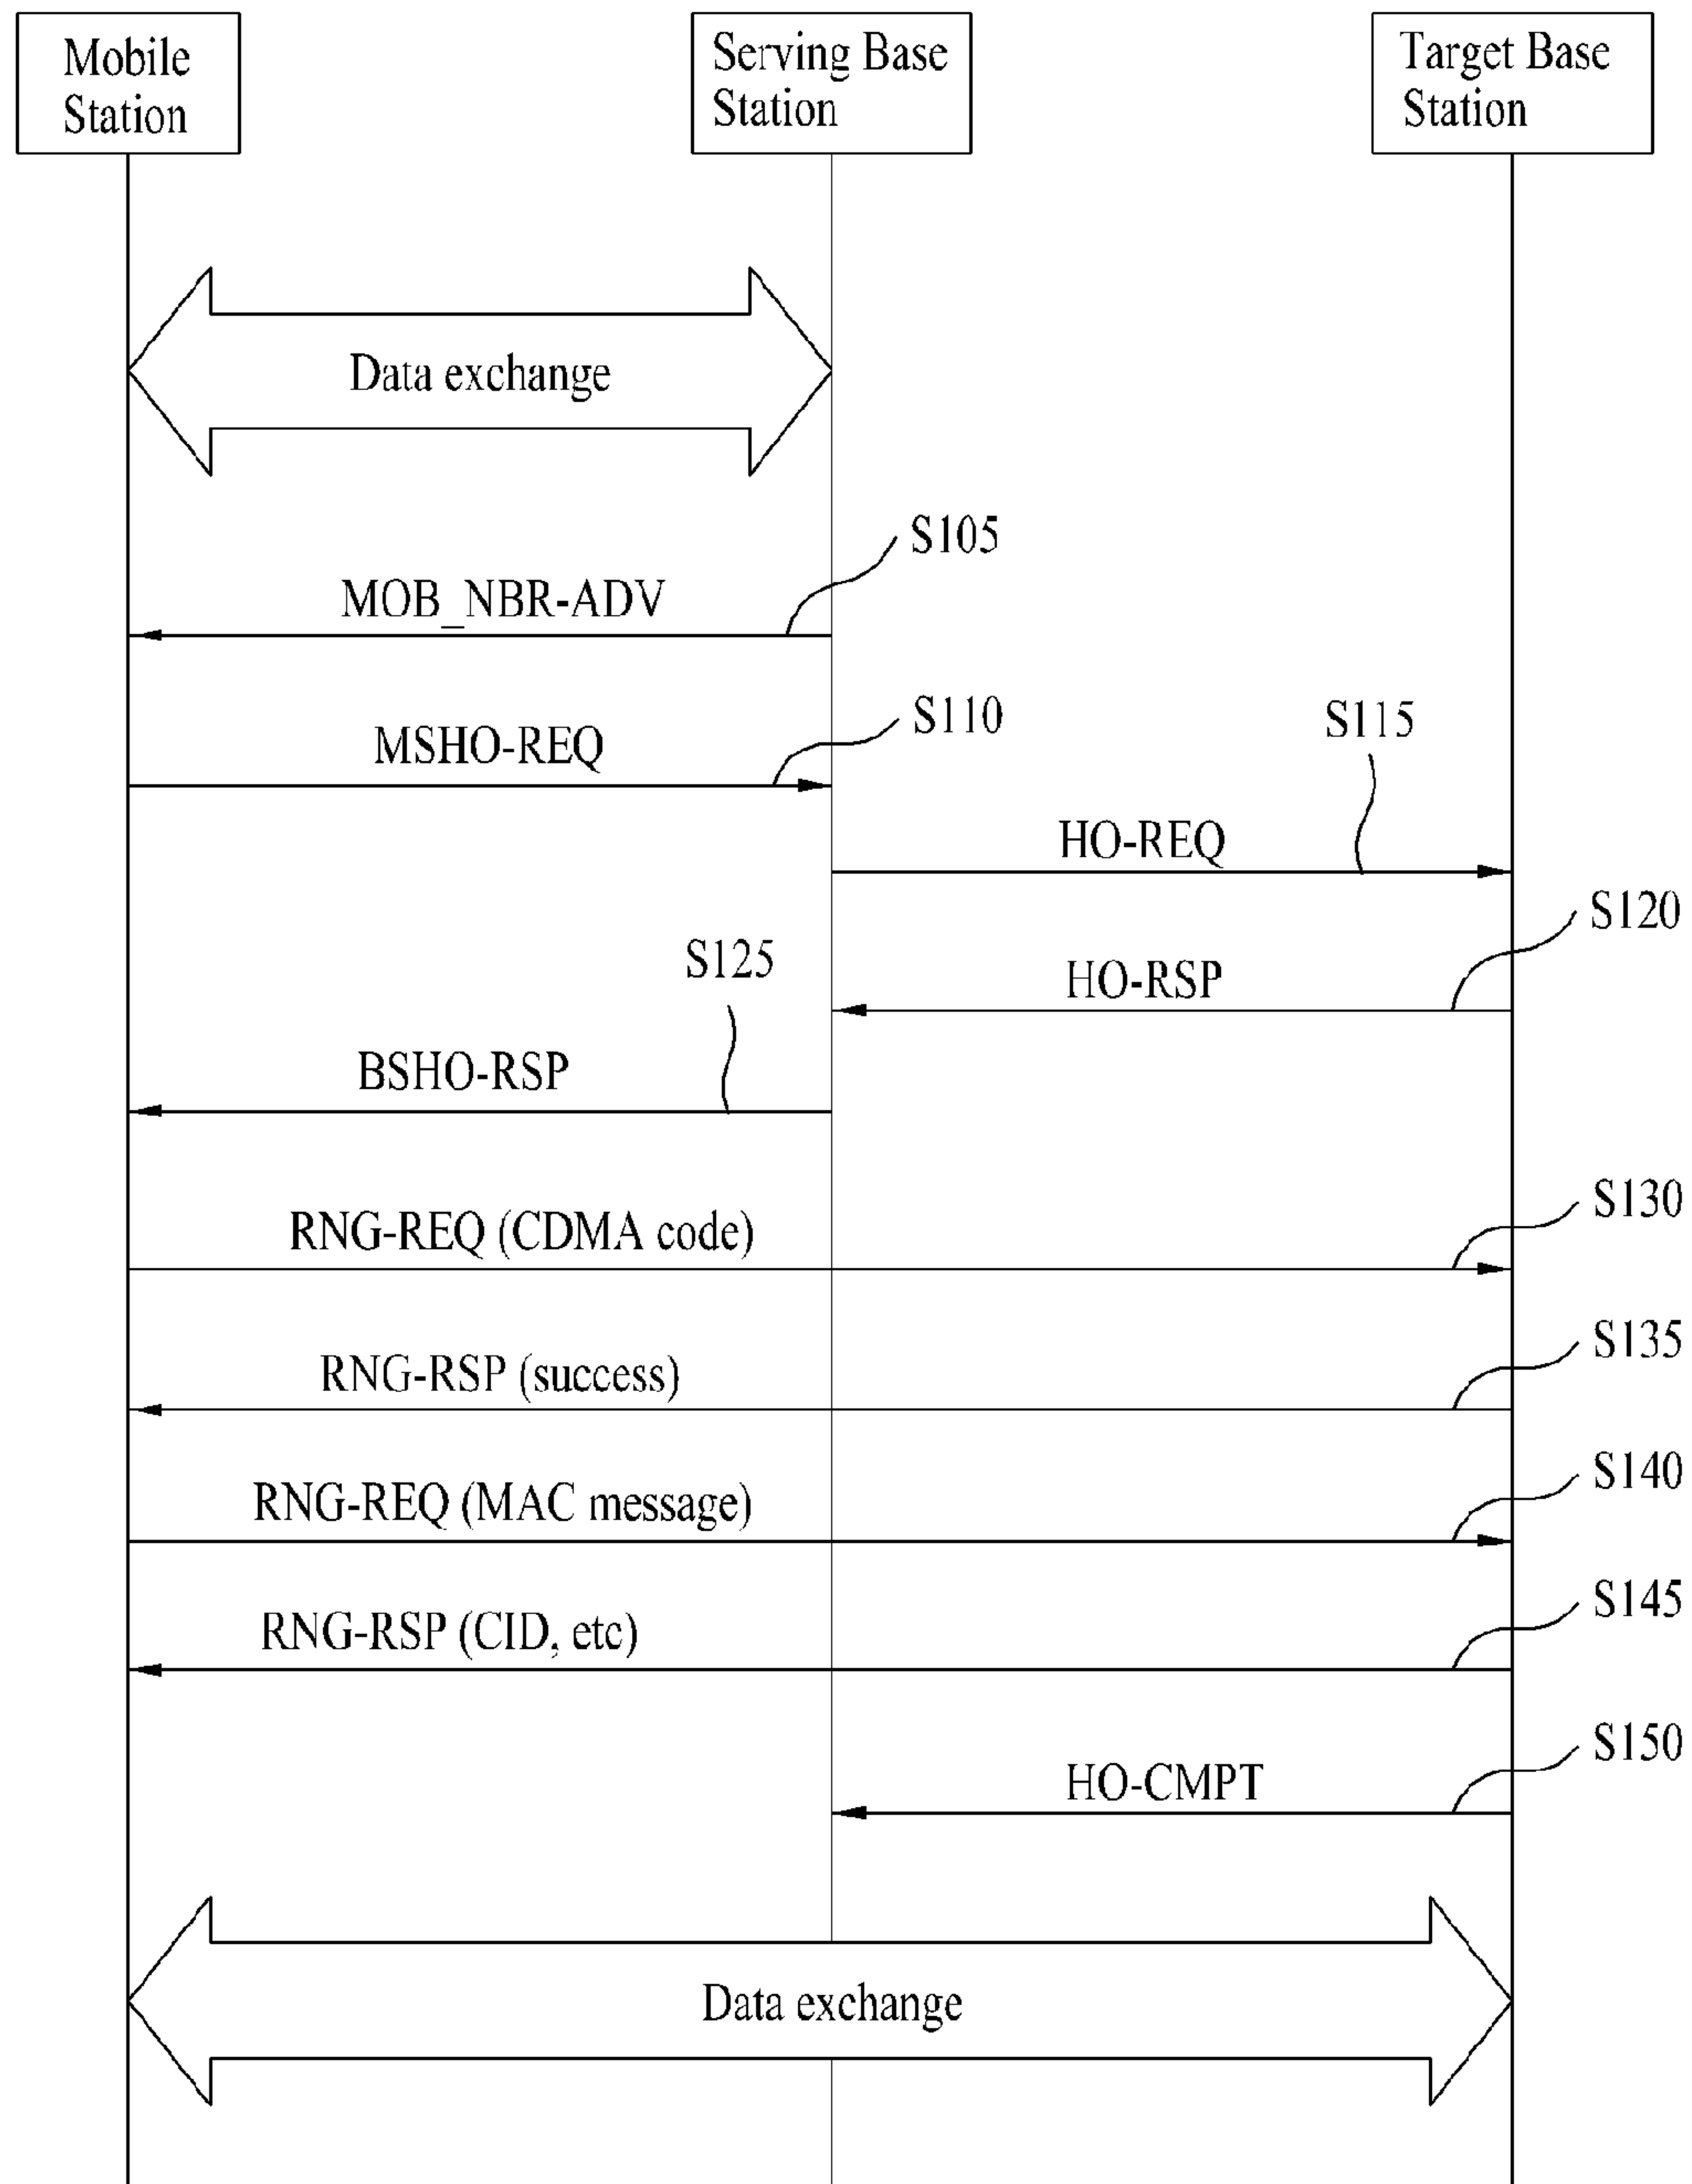 Mobile
Station
Serving Base
Station
Target Base
Station
Data exchange
S105
MOB_NBR-ADV
S110
MSHO-REQ
S115
HO-REQ
S120
HO-RSP
S125
BSHO-RSP
S130
RNG-REQ (CDMA code)
S135
RNG-RSP (success)
S140
RNG-REQ (MAC message)
S145
RNG-RSP (CID, etc)
S150
HO-CMPT
Data exchange